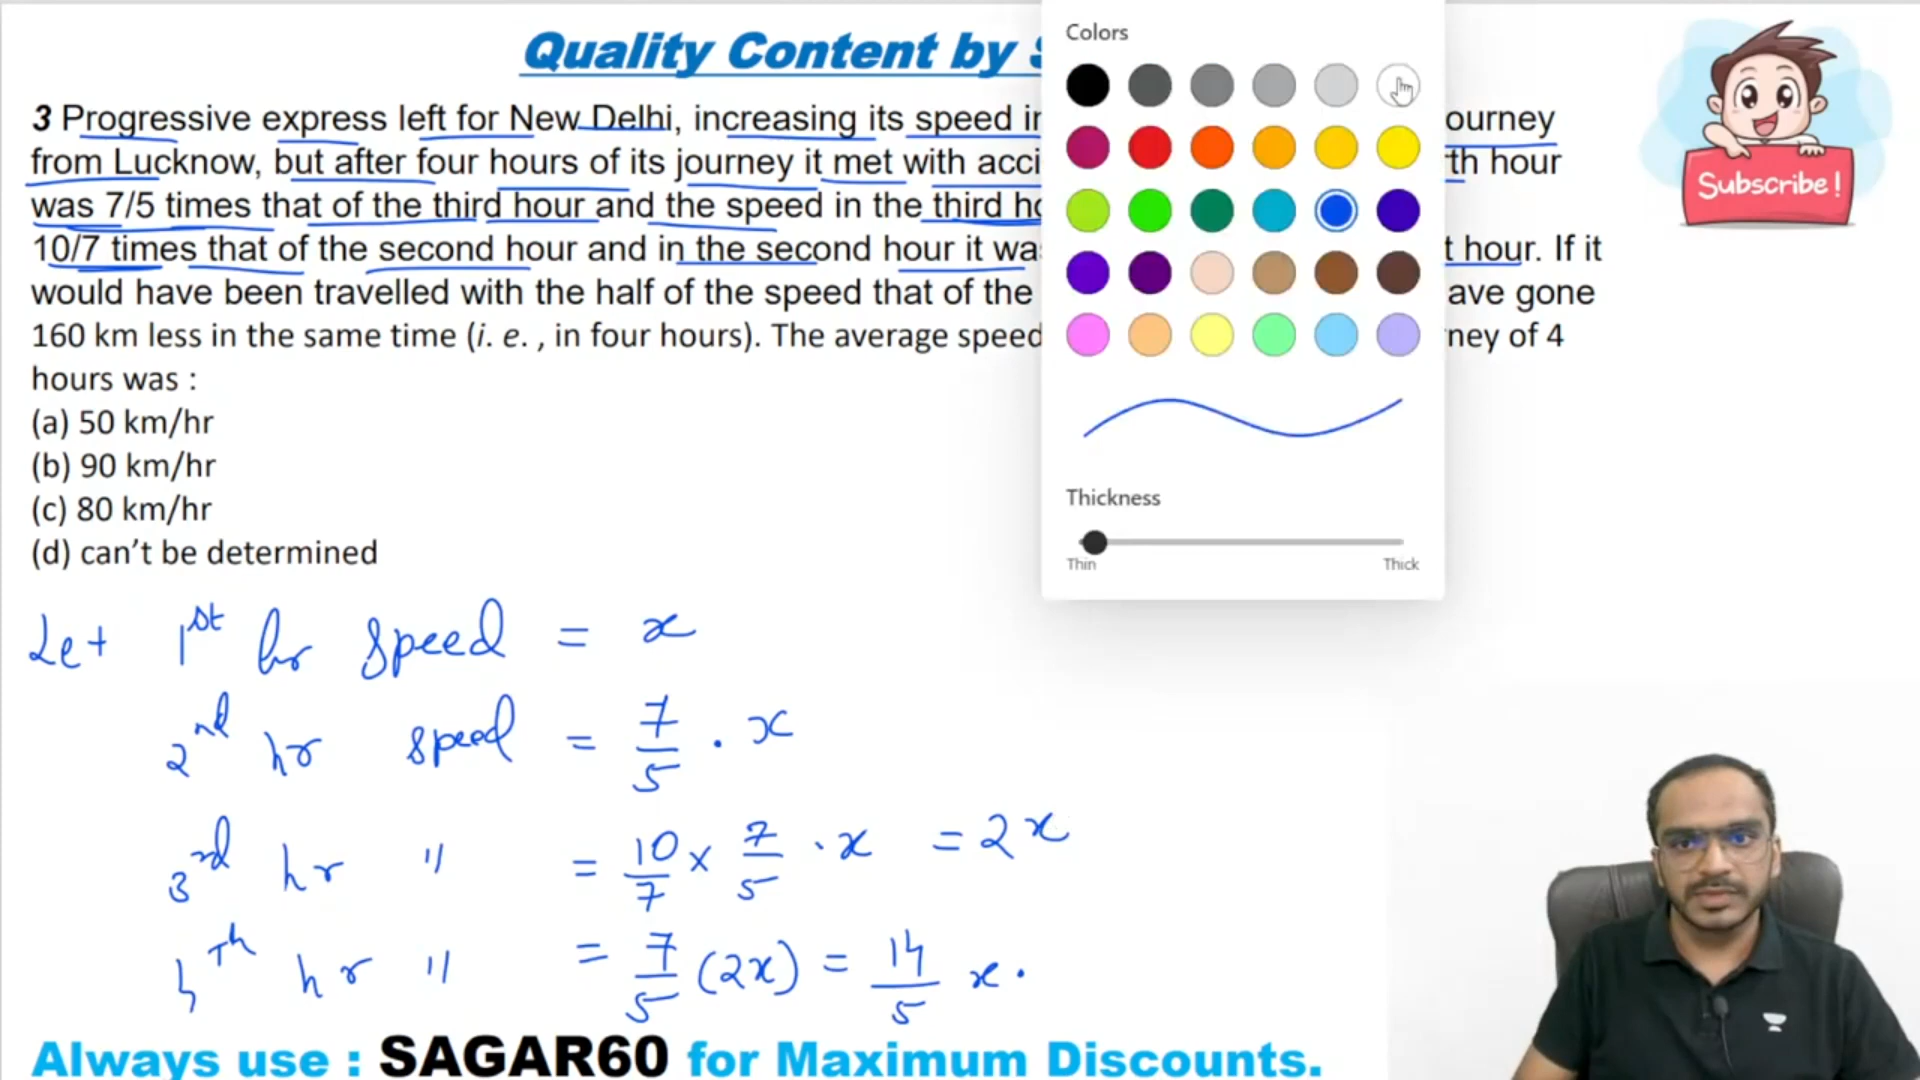 Quality Content by S
3 Progressive express left for New Delhi, increasing its speed in ourney
from Lucknow, but after four hours of its journey it met with acci th hour
was 7/5 times that of the third hour and the speed in the third ho
10/7 times that of the second hour and in the second hour it wa t hour. If it
would have been travelled with the half of the speed that of the ave gone
160 km less in the same time (i. e. , in four hours). The average speed ney of 4
hours was :
(a) 50 km/hr
(b) 90 km/hr
(c) 80 km/hr
(d) can’t be determined
Colors
Thickness
Thin Thick
Subscribe!
Let 1st hr speed = x
2nd hr speed = 7/5 . x
3rd hr " = 10/7 x 7/5 . x = 2x
4th hr " = 7/5 (2x) = 14/5 x .
Always use : SAGAR60 for Maximum Discounts.